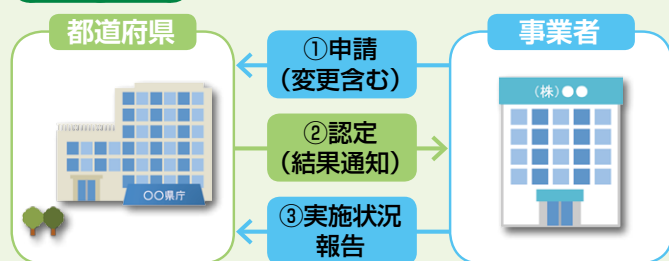 都道府県
事業者
①申請
（変更含む）
②認定
（結果通知）
③実施状況
報告
〇〇県庁
（株）●●